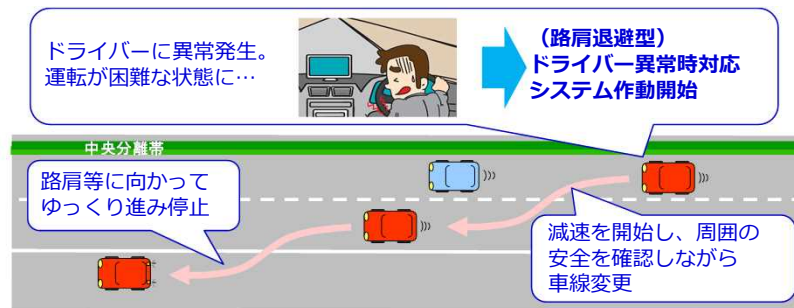 ドライバーに異常発生。
運転が困難な状態に…
（路肩退避型）
ドライバー異常時対応
システム作動開始
中央分離帯
路肩等に向かって
ゆっくり進み停止
減速を開始し、周囲の
安全を確認しながら
車線変更